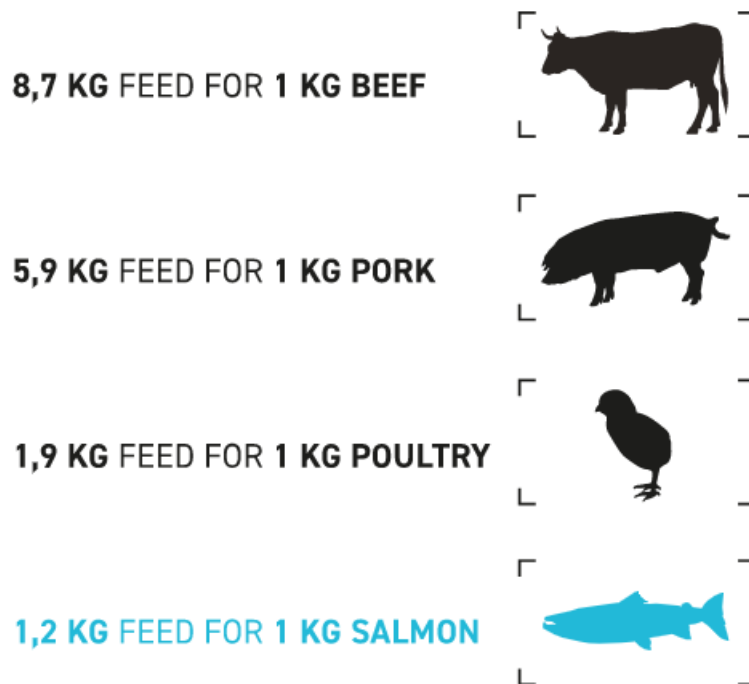 8,7 KG FEED FOR 1 KG BEEF
5,9 KG FEED FOR 1 KG PORK
1,9 KG FEED FOR 1 KG POULTRY
1,2 KG FEED FOR 1 KG SALMON